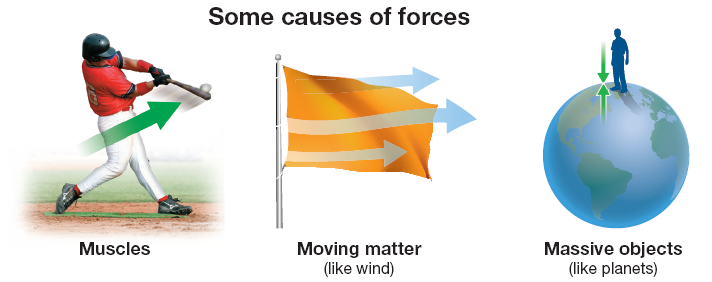 Some causes of forces
Muscles
Moving matter
(like wind)
Massive objects
(like planets)